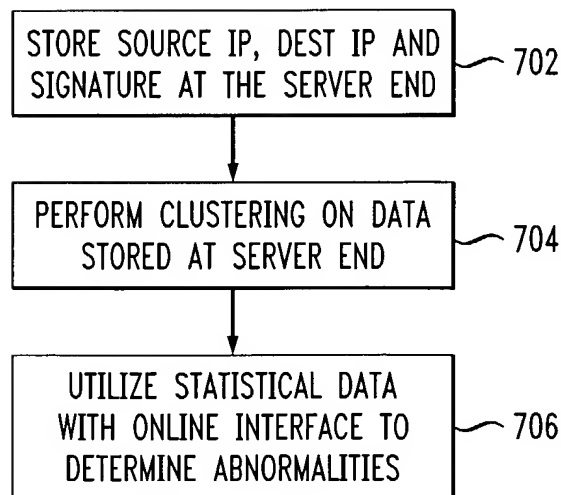 STORE SOURCE IP, DEST IP AND
SIGNATURE AT THE SERVER END
702
PERFORM CLUSTERING ON DATA
STORED AT SERVER END
704
UTILIZE STATISTICAL DATA
WITH ONLINE INTERFACE TO
DETERMINE ABNORMALITIES
706